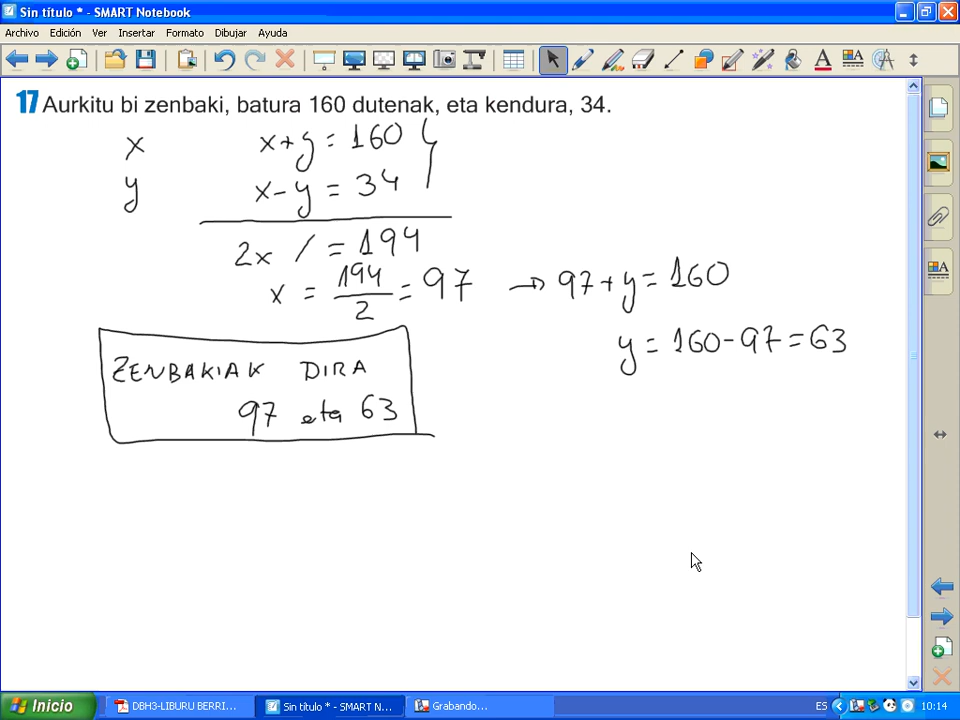 Sin título * - SMART Notebook
Archivo Edición Ver Insertar Formato Dibujar Ayuda
17 Aurkitu bi zenbaki, batura 160 dutenak, eta kendura, 34.
x x+y=160
y x-y=34
2x / =194
x = 194/2 = 97 → 97+y=160
y=160-97=63
ZENBAKIAK DIRA
97 eta 63
Inicio DBH3-LIBURU BERRI... Sin título * - SMART N... Grabando... ES 10:14